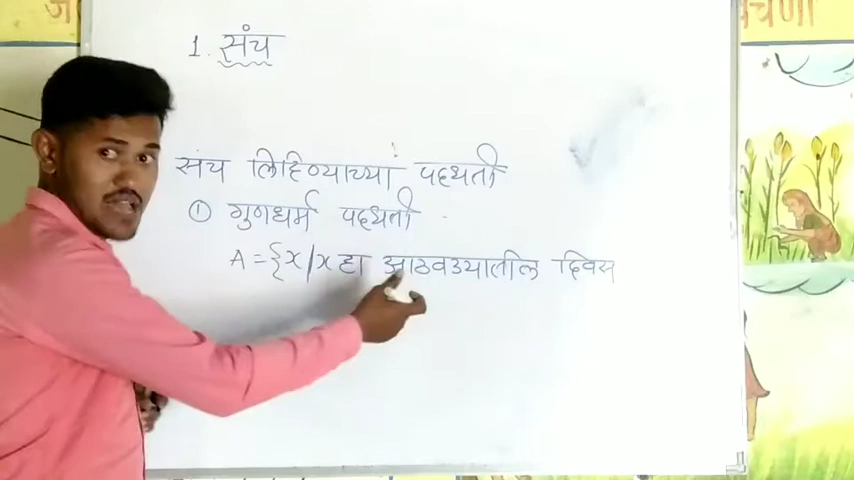 1. संच
संच लिहिण्याच्या पद्धती
① गुणधर्म पद्धती
A = {x/x हा आठवड्यातील दिवस